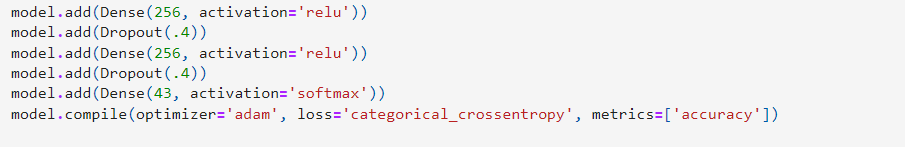 model.add(Dense(256, activation='relu'))
model.add(Dropout(.4))
model.add(Dense(256, activation='relu'))
model.add(Dropout(.4))
model.add(Dense(43, activation='softmax'))
model.compile(optimizer='adam', loss='categorical_crossentropy', metrics=['accuracy'])